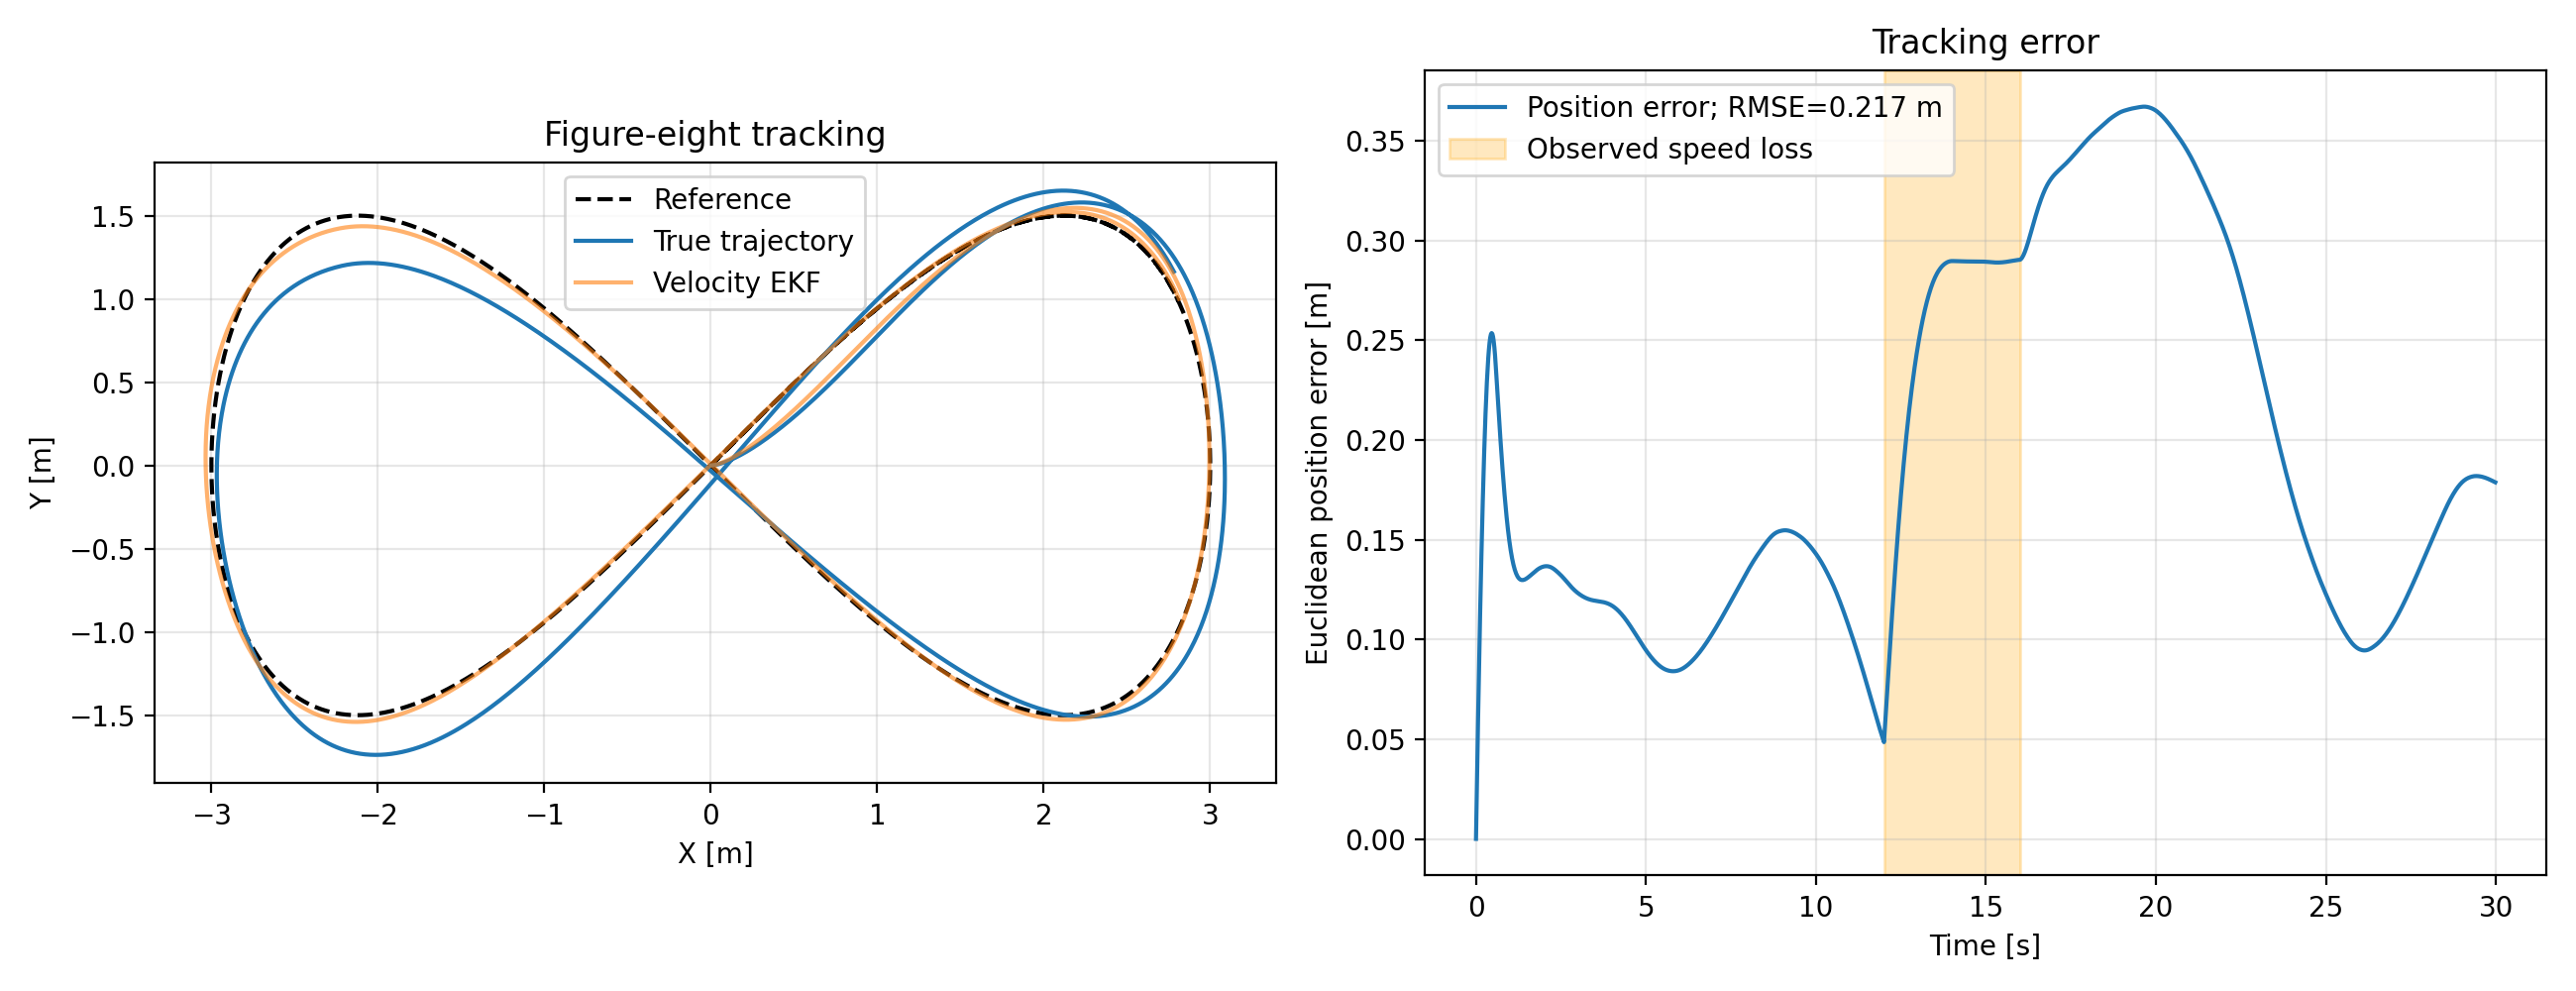 Figure-eight tracking
Reference
True trajectory
Velocity EKF
1.5
1.0
0.5
0.0
−0.5
−1.0
−1.5
Y [m]
−3
−2
−1
0
1
2
3
X [m]
Tracking error
Position error; RMSE=0.217 m
Observed speed loss
0.35
0.30
0.25
0.20
0.15
0.10
0.05
0.00
Euclidean position error [m]
0
5
10
15
20
25
30
Time [s]